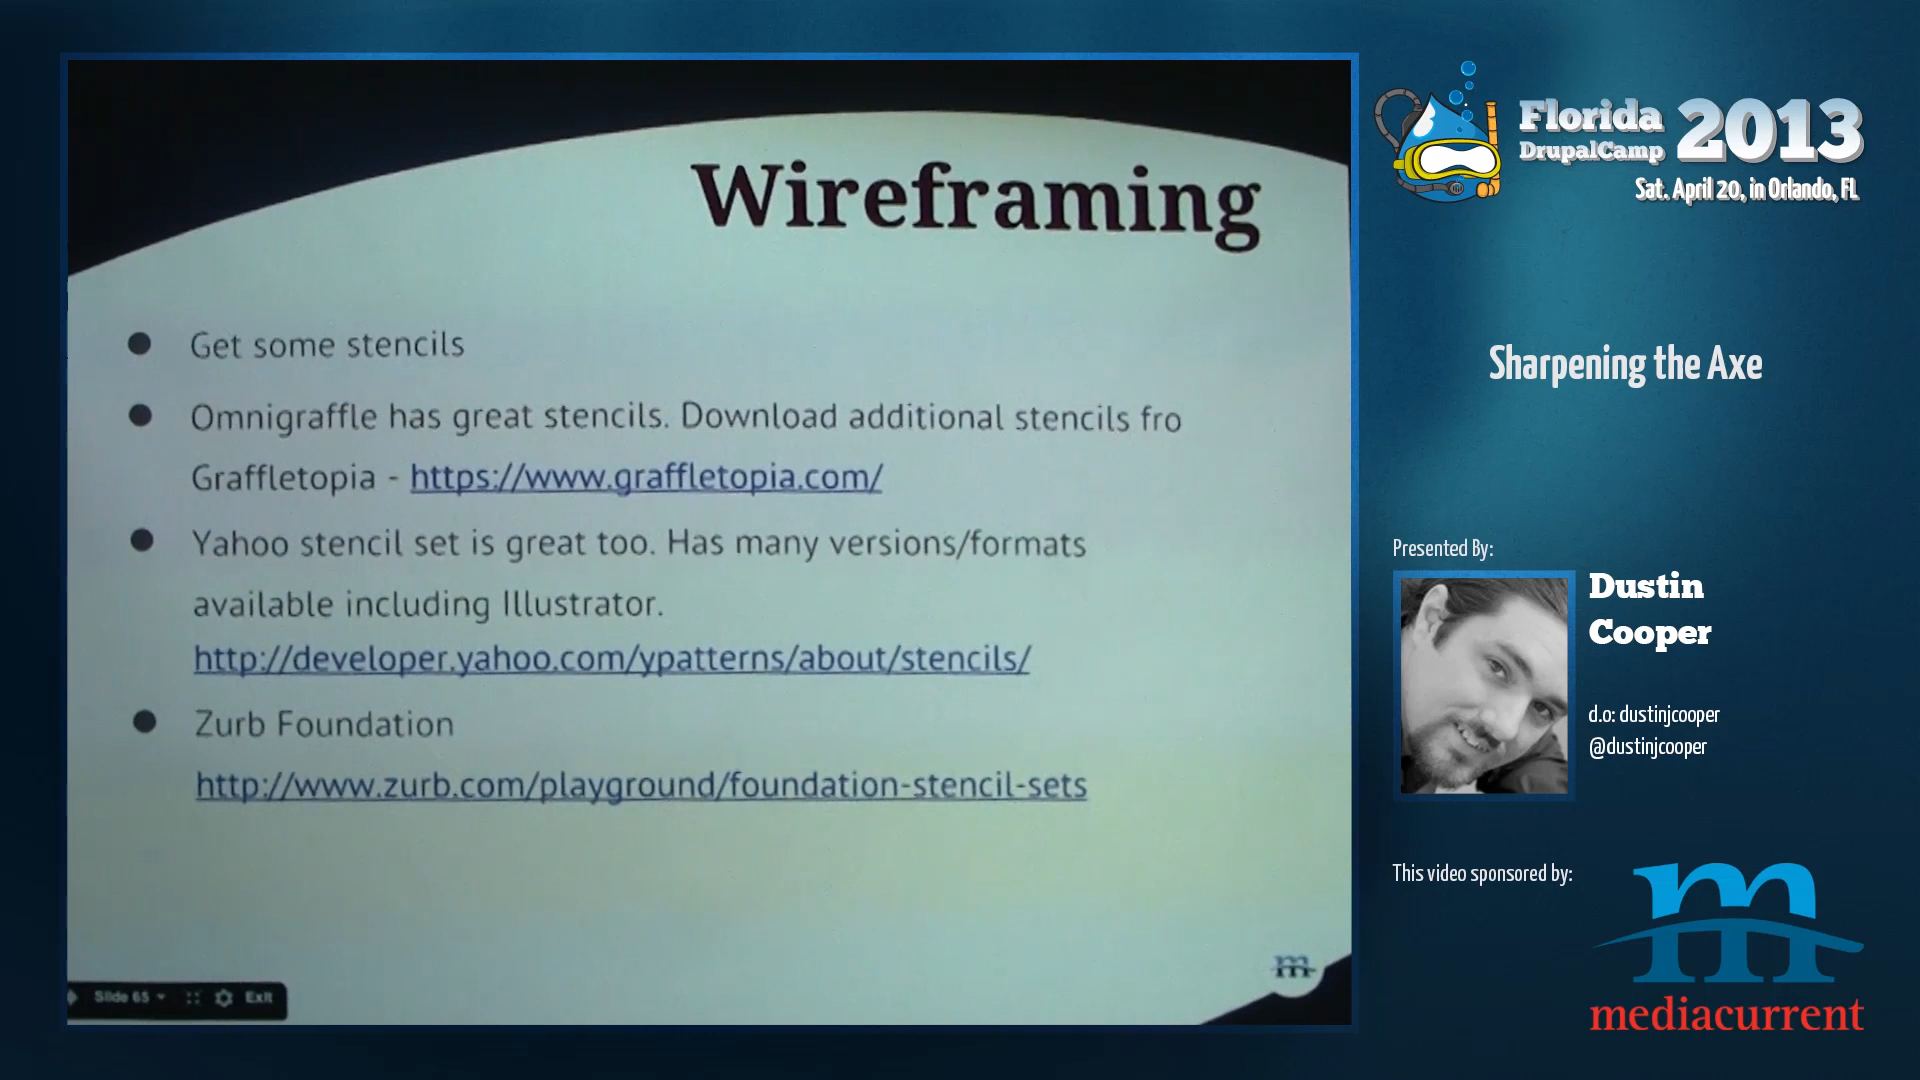 Wireframing
Get some stencils
Omnigraffle has great stencils. Download additional stencils fro
Graffletopia - https://www.graffletopia.com/
Yahoo stencil set is great too. Has many versions/formats
available including Illustrator.
http://developer.yahoo.com/ypatterns/about/stencils/
Zurb Foundation
http://www.zurb.com/playground/foundation-stencil-sets
m
Slide 65
Exit
Florida
DrupalCamp
2013
Sat. April 20, in Orlando, FL
Sharpening the Axe
Presented By:
Dustin
Cooper
d.o: dustinjcooper
@dustinjcooper
This video sponsored by:
m
mediacurrent